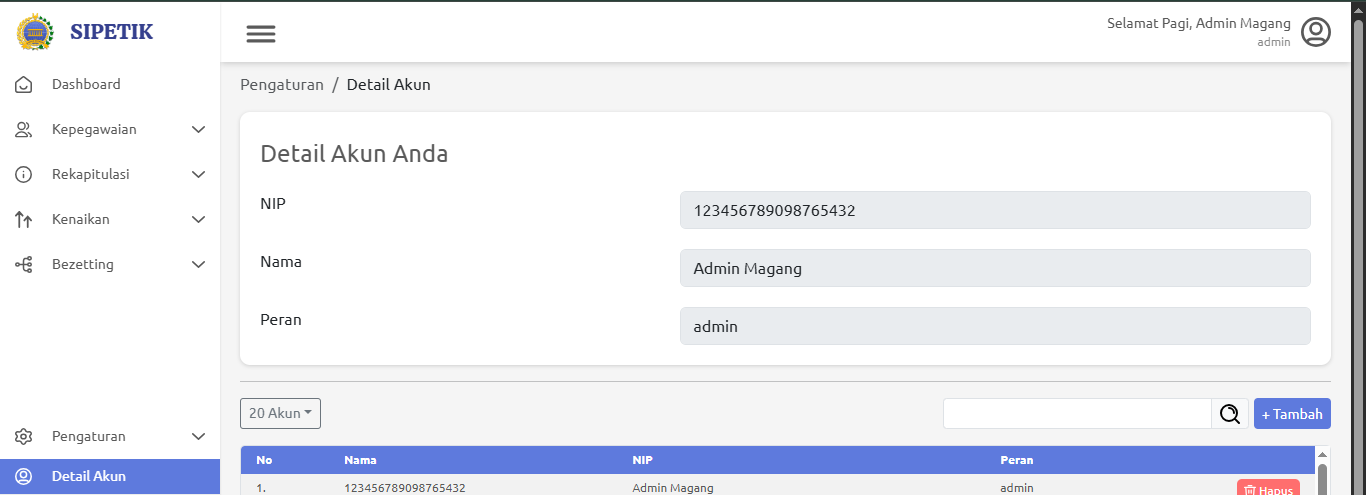 SIPETIK
Selamat Pagi, Admin Magang
admin
Dashboard
Kepegawaian
Rekapitulasi
Kenaikan
Bezetting
Pengaturan
Detail Akun
Pengaturan / Detail Akun
Detail Akun Anda
NIP 123456789098765432
Nama Admin Magang
Peran admin
20 Akun
+ Tambah
No Nama NIP Peran
1. 123456789098765432 Admin Magang admin Hapus